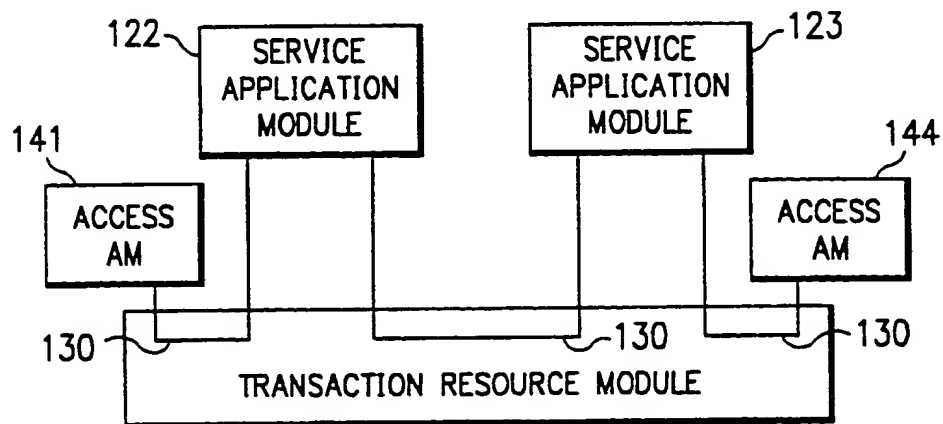 122
SERVICE
APPLICATION
MODULE
123
SERVICE
APPLICATION
MODULE
141
ACCESS
AM
144
ACCESS
AM
130
130
130
TRANSACTION RESOURCE MODULE